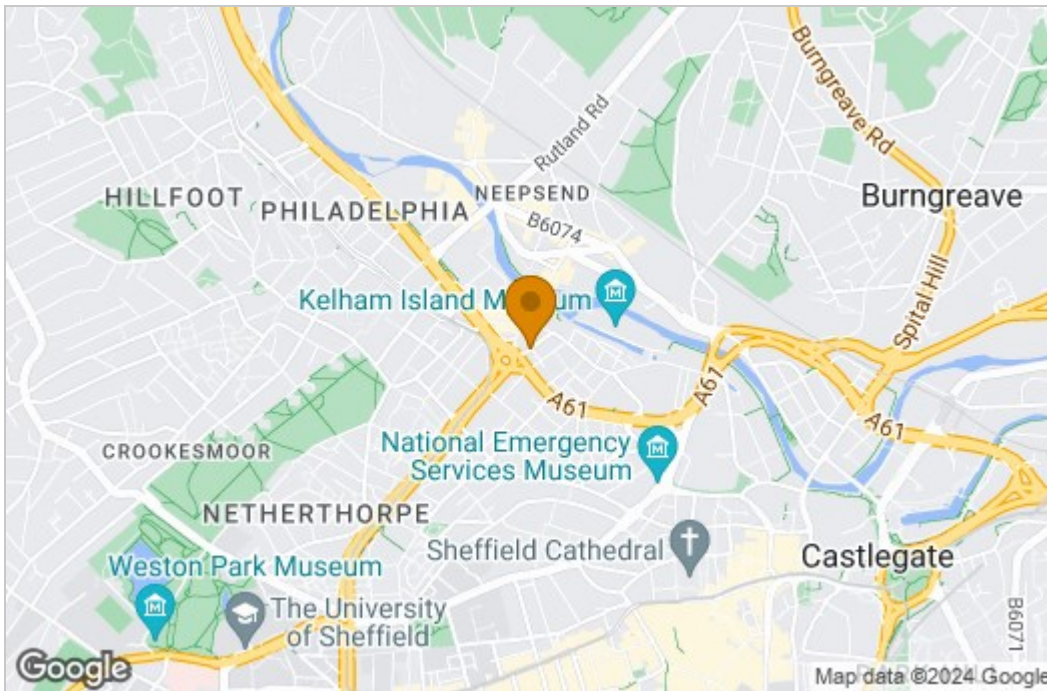 Burngreave Rd
Rutland Rd
HILLFOOT
PHILADELPHIA
NEEPSEND
Burngreave
B6074
Kelham Island M
um
Spital Hill
A61
A61
A61
CROOKESMOOR
National Emergency
Services Museum
NETHERTHORPE
Sheffield Cathedral
Castlegate
Weston Park Museum
The University
of Sheffield
B6071
Google
Map data ©2024 Google